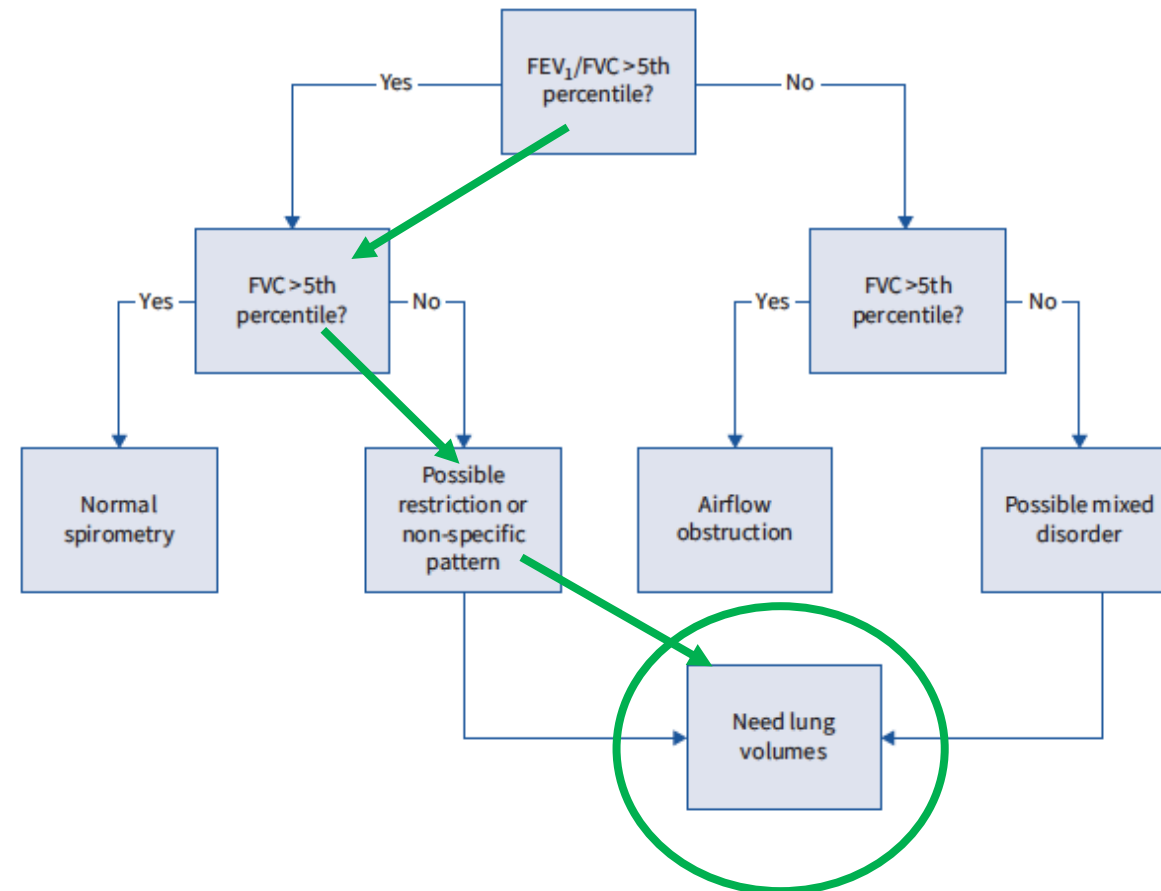 FEV₁/FVC>5th
percentile?
Yes
No
FVC>5th
percentile?
Yes
No
FVC>5th
percentile?
Yes
No
Normal
spirometry
Possible
restriction or
non-specific
pattern
Airflow
obstruction
Possible mixed
disorder
Need lung
volumes